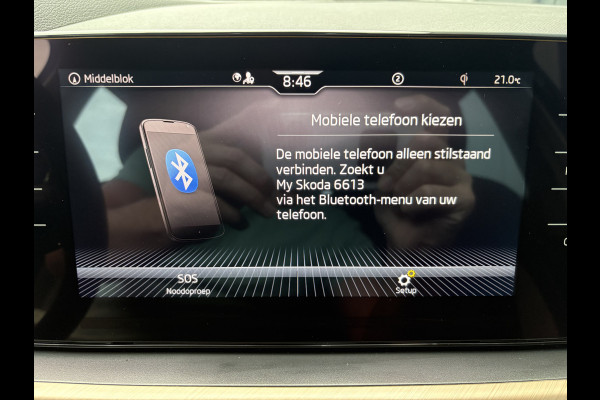 Middelblok
8:46
2
21.0°C
Mobiele telefoon kiezen
De mobiele telefoon alleen stilstaand
verbinden. Zoekt u
My Skoda 6613
via het Bluetooth-menu van uw
telefoon.
SOS
Noodoproep
Setup